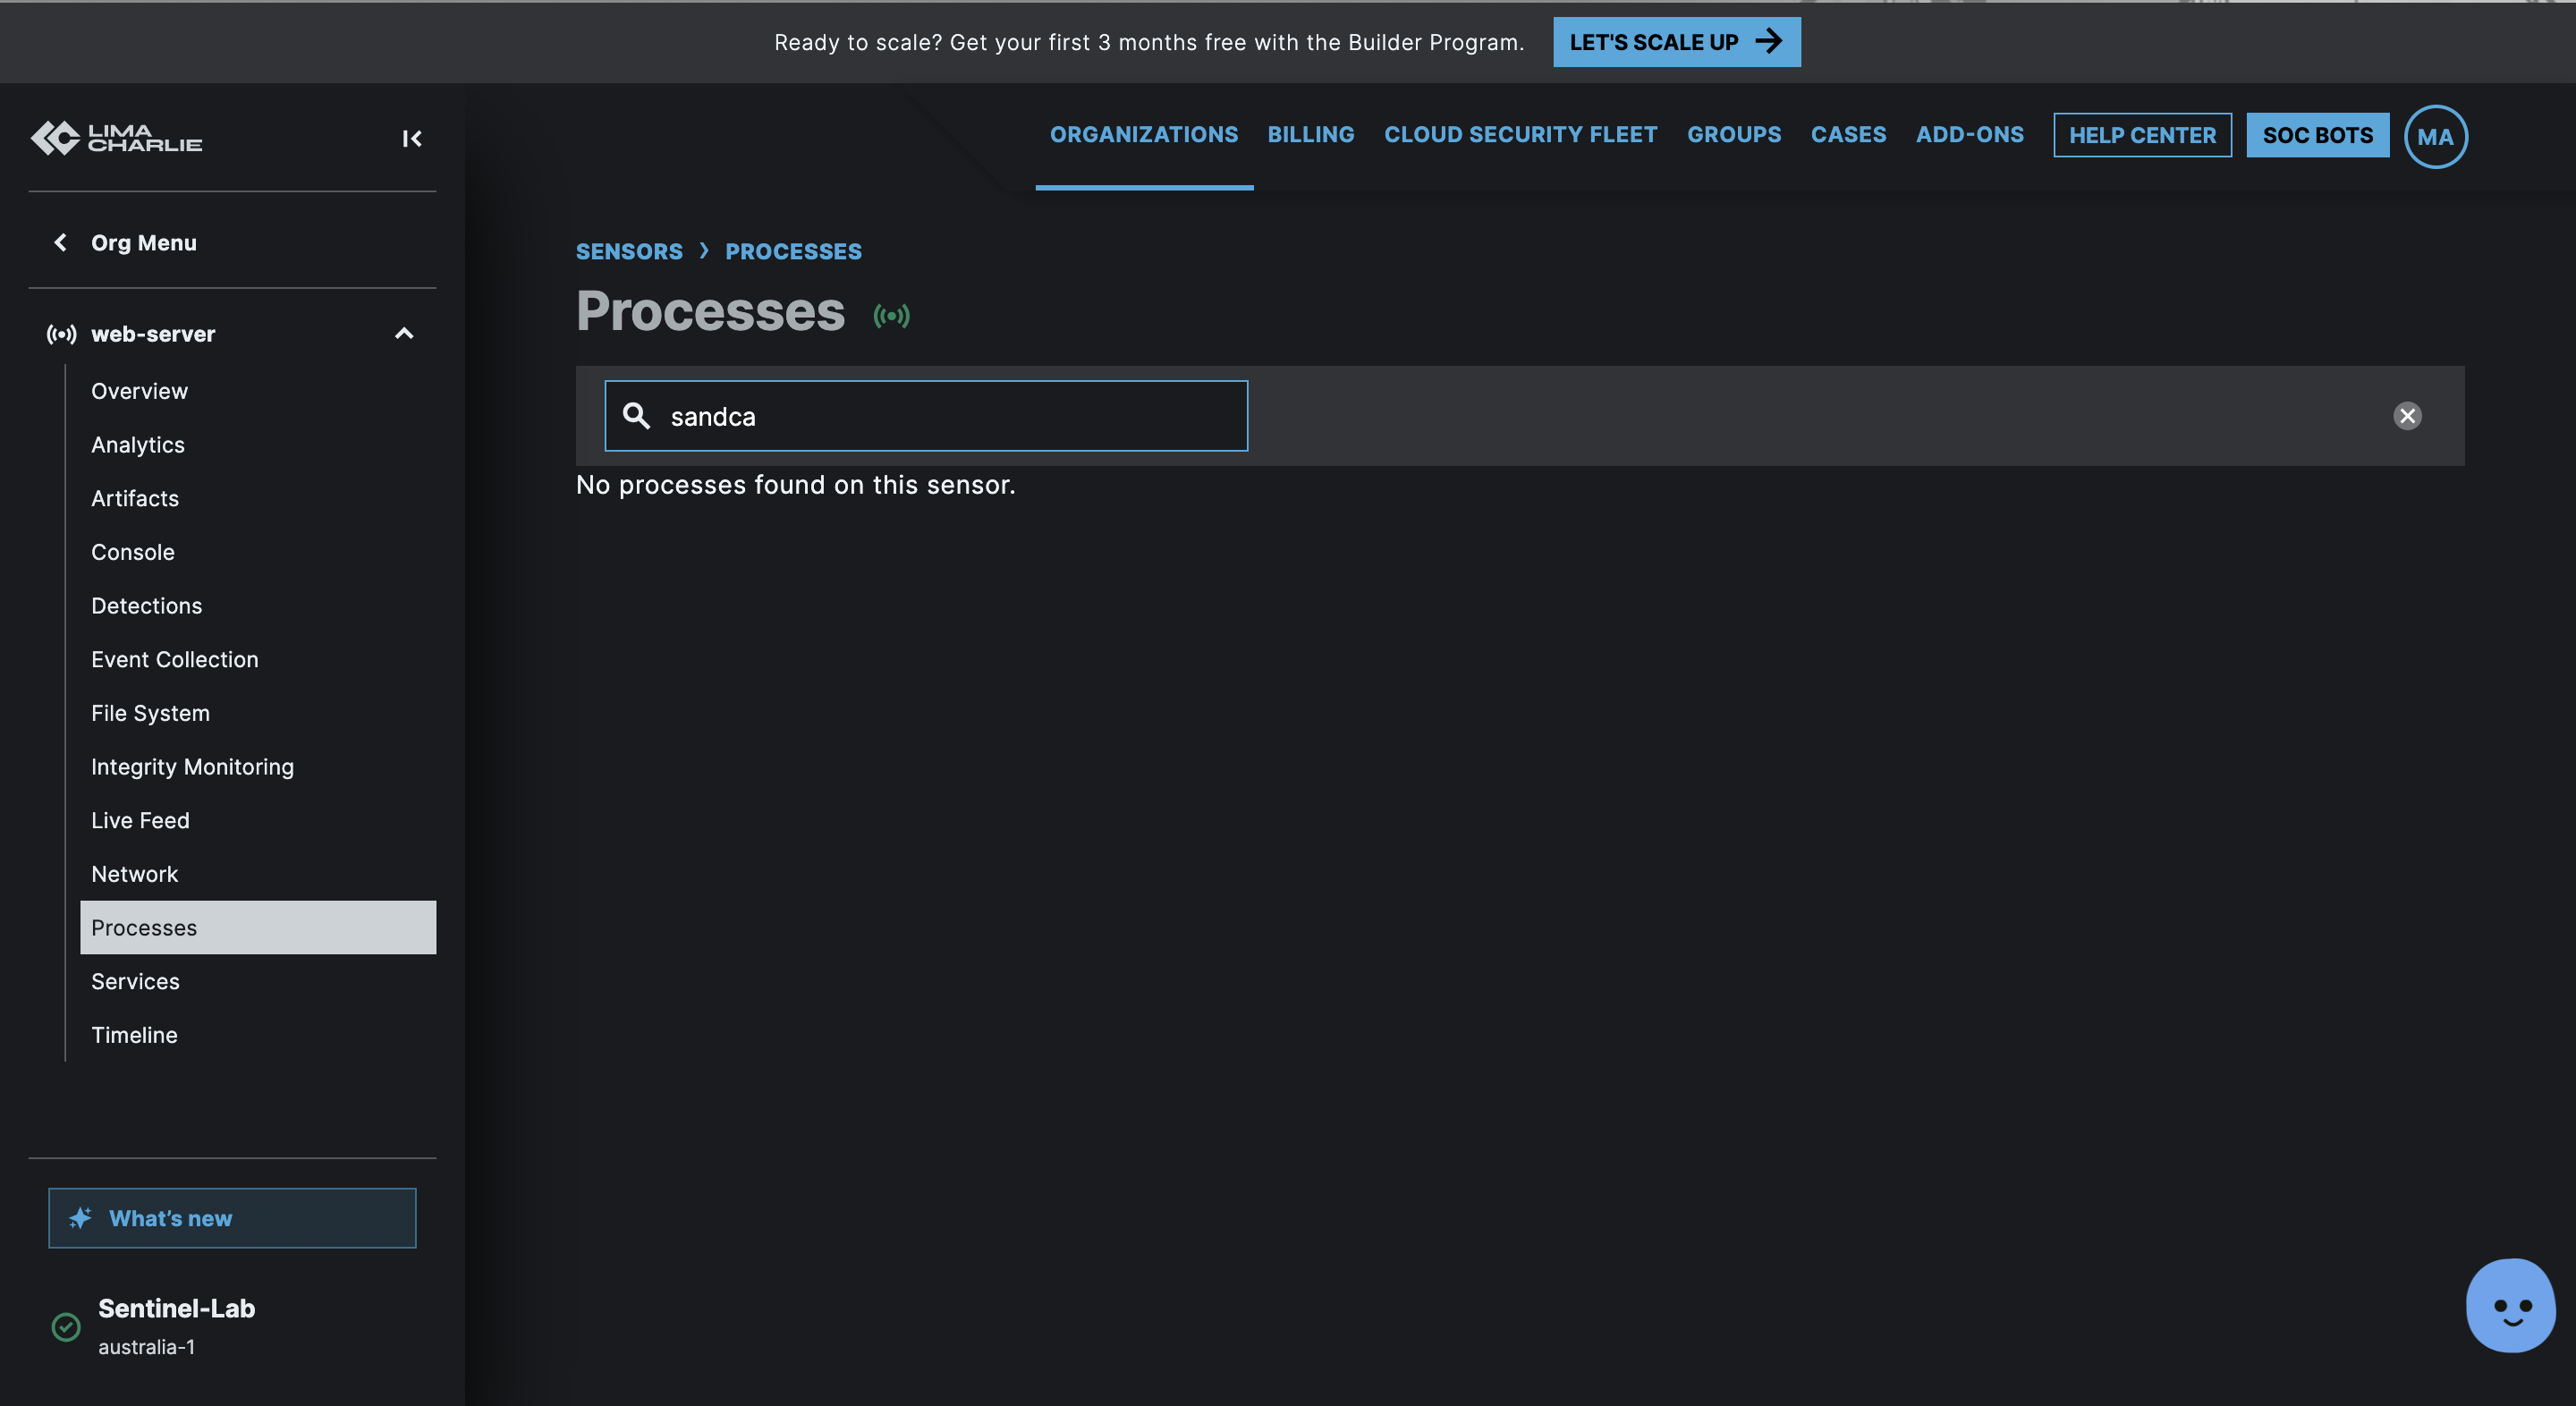 Ready to scale? Get your first 3 months free with the Builder Program.
LET'S SCALE UP
LIMA
CHARLIE
ORGANIZATIONS BILLING CLOUD SECURITY FLEET GROUPS CASES ADD-ONS HELP CENTER SOC BOTS MA
Org Menu
web-server
Overview
Analytics
Artifacts
Console
Detections
Event Collection
File System
Integrity Monitoring
Live Feed
Network
Processes
Services
Timeline
What's new
Sentinel-Lab
australia-1
SENSORS PROCESSES
Processes
sandca
No processes found on this sensor.